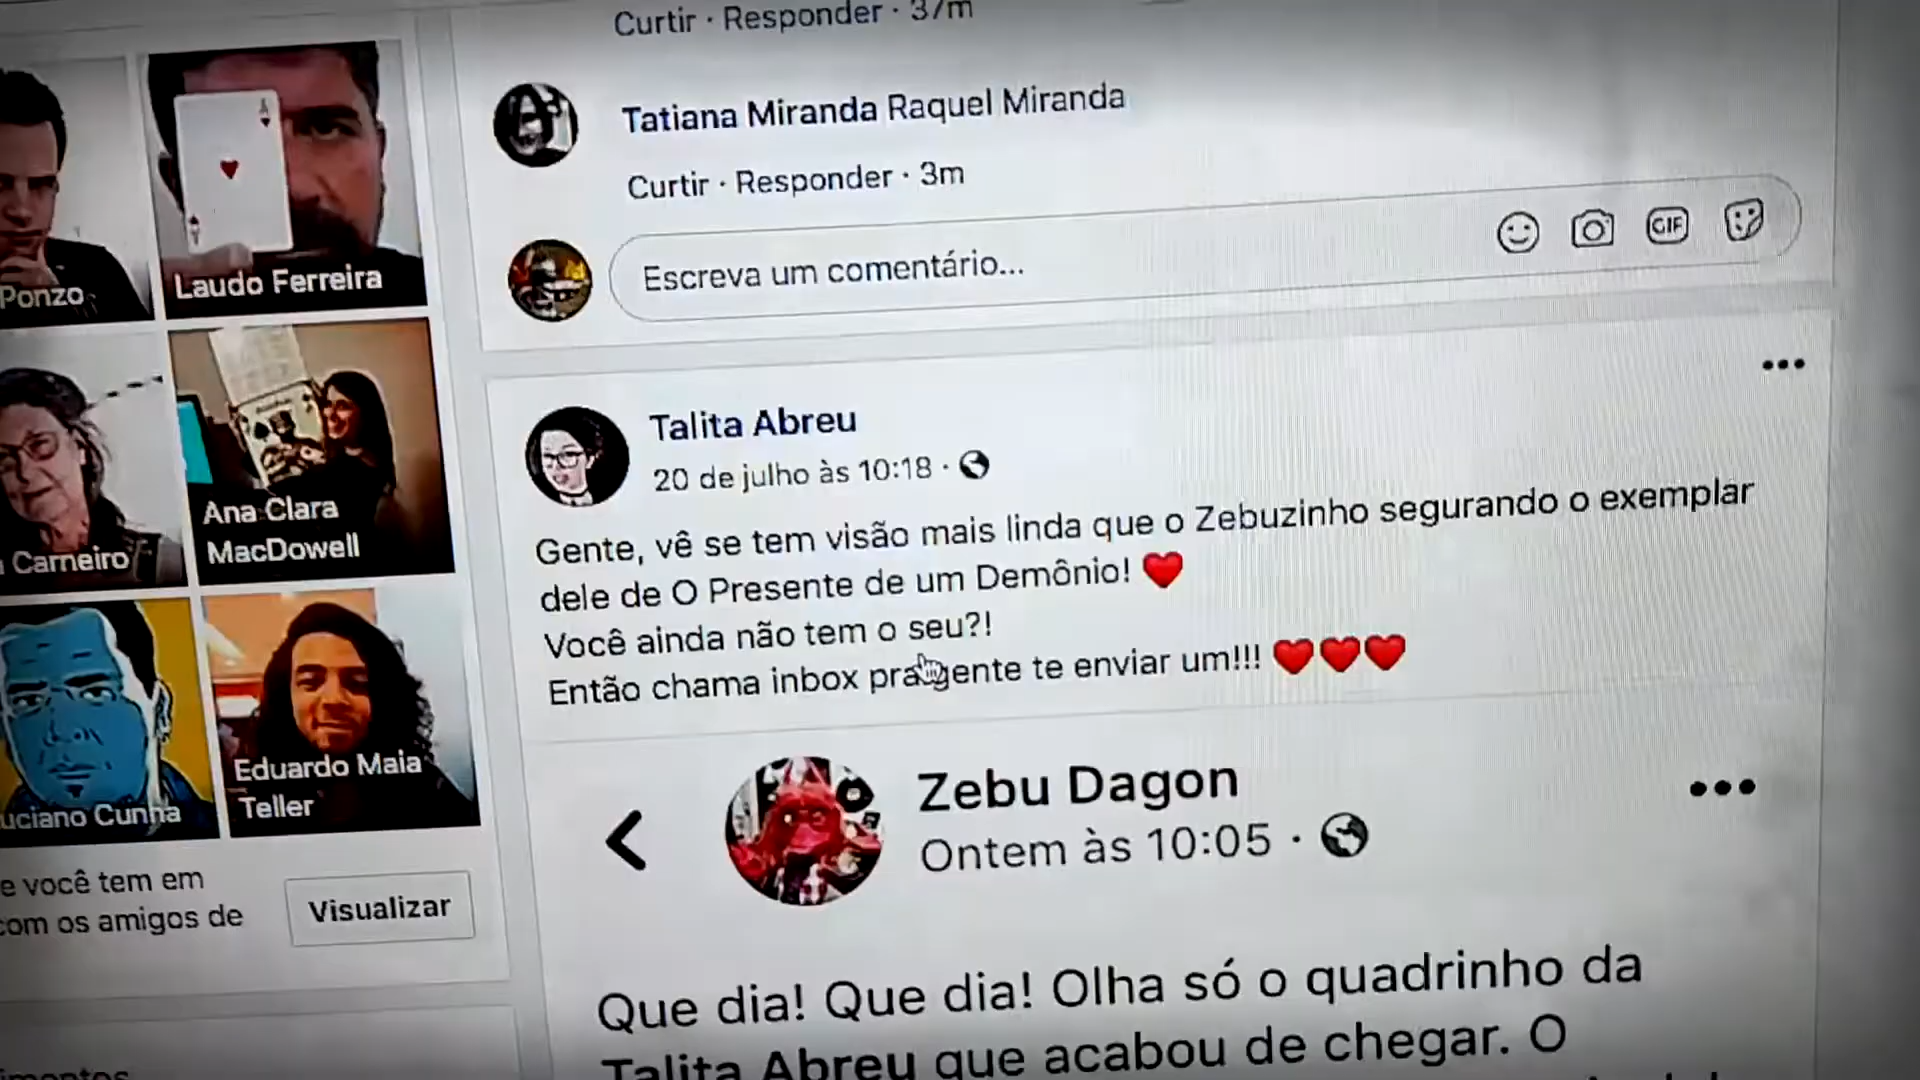 Curtir · Responder · 37m
Tatiana Miranda Raquel Miranda
Curtir · Responder · 3m
Escreva um comentário...
GIF
Ponzo
Laudo Ferreira
Carneiro
Ana Clara
MacDowell
Luciano Cunha
Eduardo Maia
Teller
e você tem em
com os amigos de
Visualizar
Talita Abreu
20 de julho às 10:18 ·
Gente, vê se tem visão mais linda que o Zebuzinho segurando o exemplar
dele de O Presente de um Demônio! ❤️
Você ainda não tem o seu?!
Então chama inbox pra gente te enviar um!!! ❤️❤️❤️
Zebu Dagon
Ontem às 10:05 ·
Que dia! Que dia! Olha só o quadrinho da
Talita Abreu que acabou de chegar. O